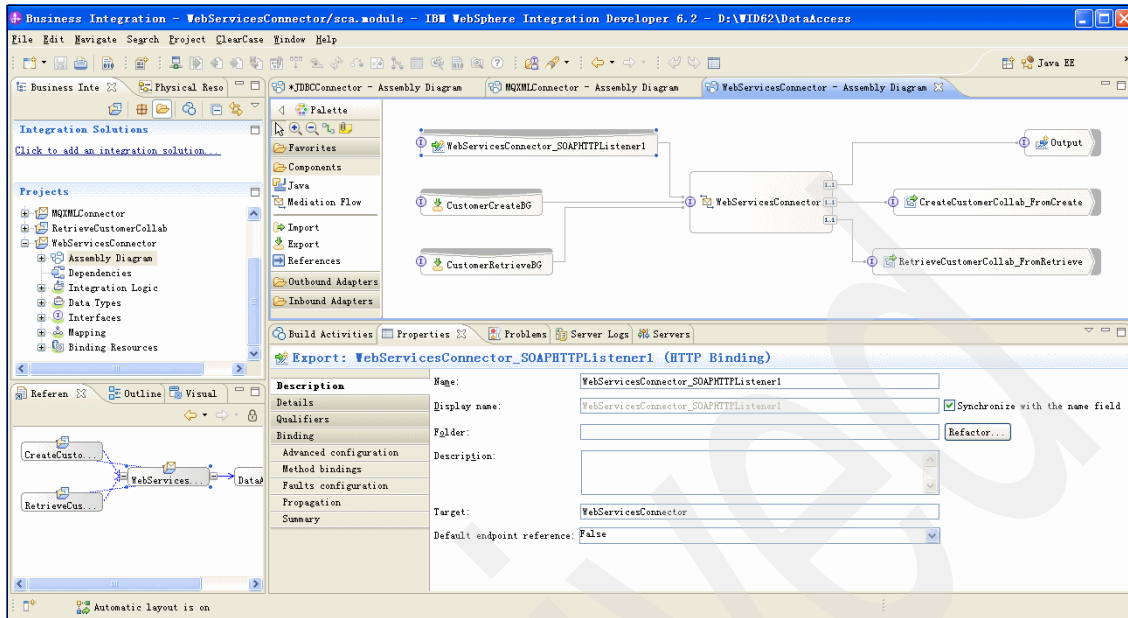 Business Integration - WebServicesConnector/sca.module - IBM WebSphere Integration Developer 6.2 - D:\WID62\DataAccess
File Edit Navigate Search Project ClearCase Window Help
Java EE
Business Inte Physical Reso
*JDBCConnector - Assembly Diagram MQXMLConnector - Assembly Diagram WebServicesConnector - Assembly Diagram
Integration Solutions
Click to add an integration solution...
Projects
MQXMLConnector
RetrieveCustomerCollab
WebServicesConnector
Assembly Diagram
Dependencies
Integration Logic
Data Types
Interfaces
Mapping
Binding Resources
Palette
Favorites
Components
Java
Mediation Flow
Import
Export
References
Outbound Adapters
Inbound Adapters
WebServicesConnector_SOAPHTTPListener1
CustomerCreateBG
CustomerRetrieveBG
WebServicesConnector
1..1
1..1
1..1
Output
CreateCustomerCollab_FromCreate
RetrieveCustomerCollab_FromRetrieve
Referen Outline Visual
CreateCusto...
RetrieveCus...
WebServices...
DataA
Build Activities Properties Problems Server Logs Servers
Export: WebServicesConnector_SOAPHTTPListener1 (HTTP Binding)
Description
Details
Qualifiers
Binding
Advanced configuration
Method bindings
Faults configuration
Propagation
Summary
Name: WebServicesConnector_SOAPHTTPListener1
Display name: WebServicesConnector_SOAPHTTPListener1 Synchronize with the name field
Folder: Refactor...
Description:
Target: WebServicesConnector
Default endpoint reference: False
Automatic layout is on